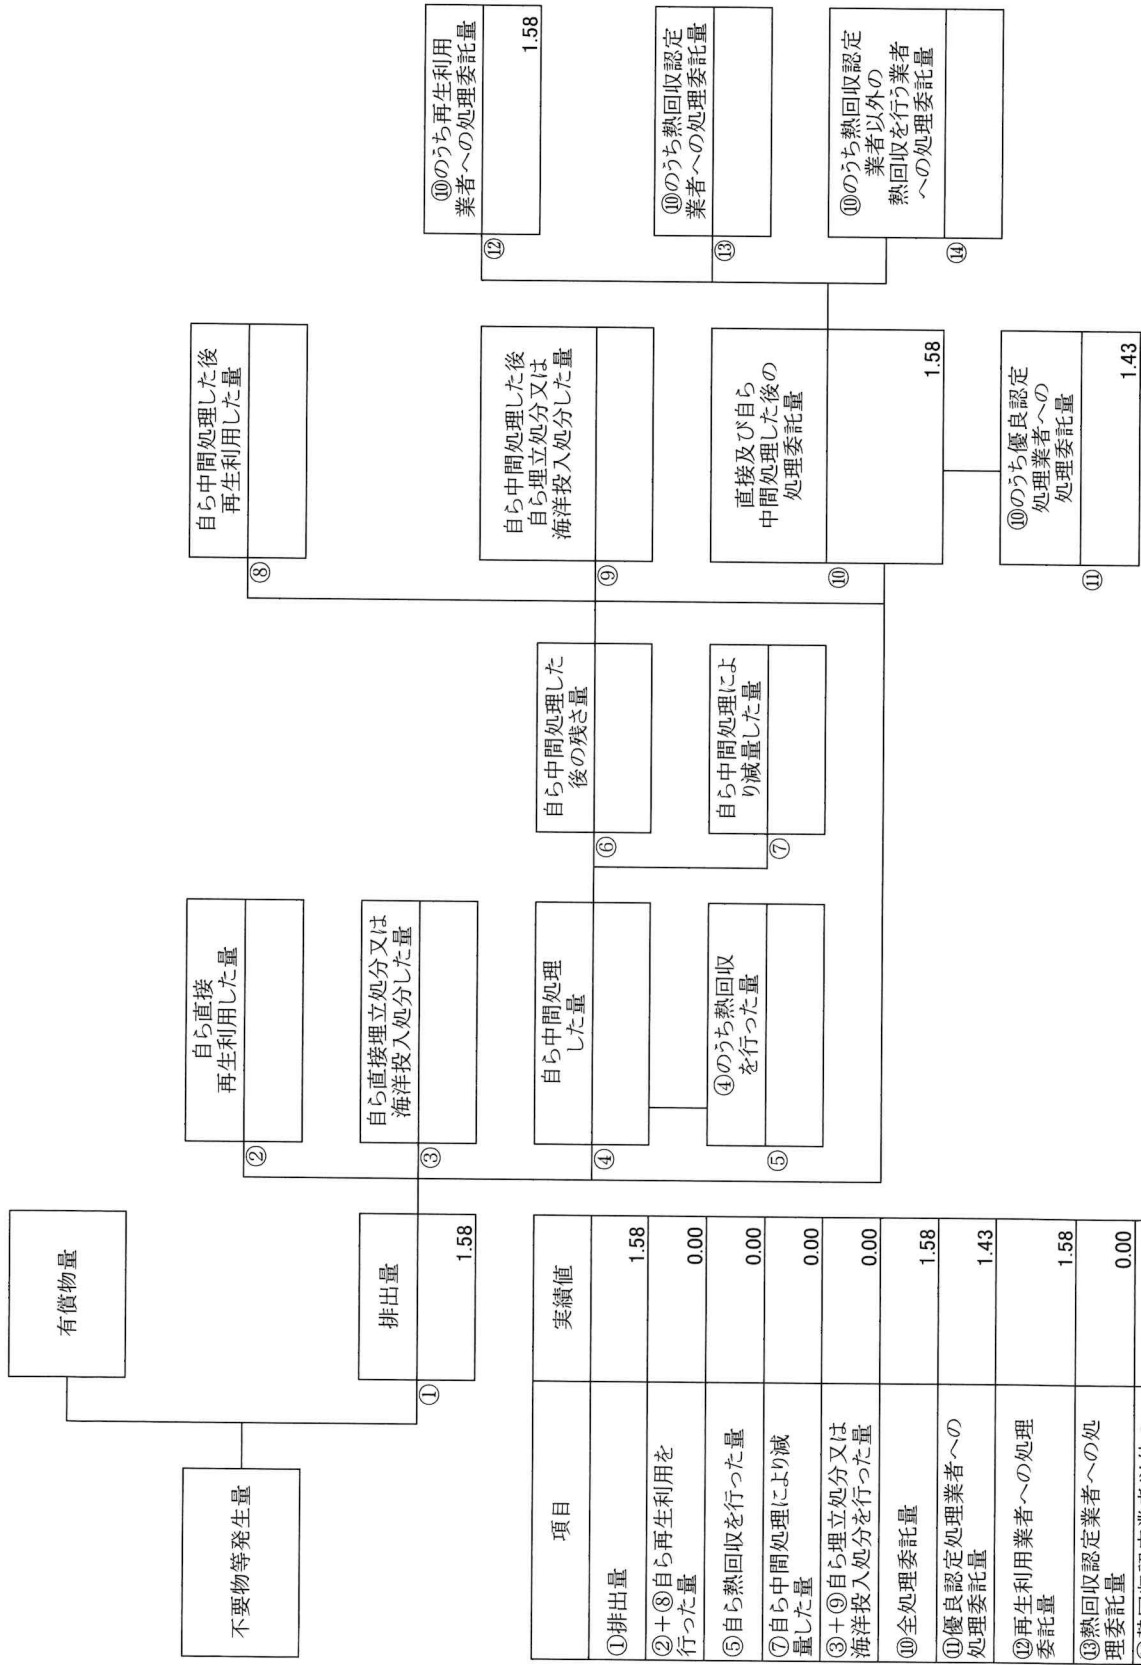 不要物等発生量
有償物量
排出量
①
1.58
自ら直接
再生利用した量
②
自ら直接埋立処分又は
海洋投入処分した量
③
自ら中間処理
した量
④
④のうち熱回収
を行った量
⑤
自ら中間処理した
後の残さ量
⑥
自ら中間処理によ
り減量した量
⑦
自ら中間処理した後
再生利用した量
⑧
自ら中間処理した後
自ら埋立処分又は
海洋投入処分した量
⑨
直接及び自ら
中間処理した後の
処理委託量
⑩
1.58
⑩のうち優良認定
処理業者への
処理委託量
⑪
1.43
⑩のうち再生利用
業者への処理委託量
⑫
1.58
⑩のうち熱回収認定
業者への処理委託量
⑬
⑩のうち熱回収認定
業者以外の
熱回収を行う業者
への処理委託量
⑭
項目 実績値
①排出量 1.58
②+⑧自ら再生利用を
行った量 0.00
⑤自ら熱回収を行った量 0.00
⑦自ら中間処理により減
量した量 0.00
③+⑨自ら埋立処分又は
海洋投入処分を行った量 0.00
⑩全処理委託量 1.58
⑪優良認定処理業者への
処理委託量 1.43
⑫再生利用業者への処理
委託量 1.58
⑬熱回収認定業者への処
理委託量 0.00